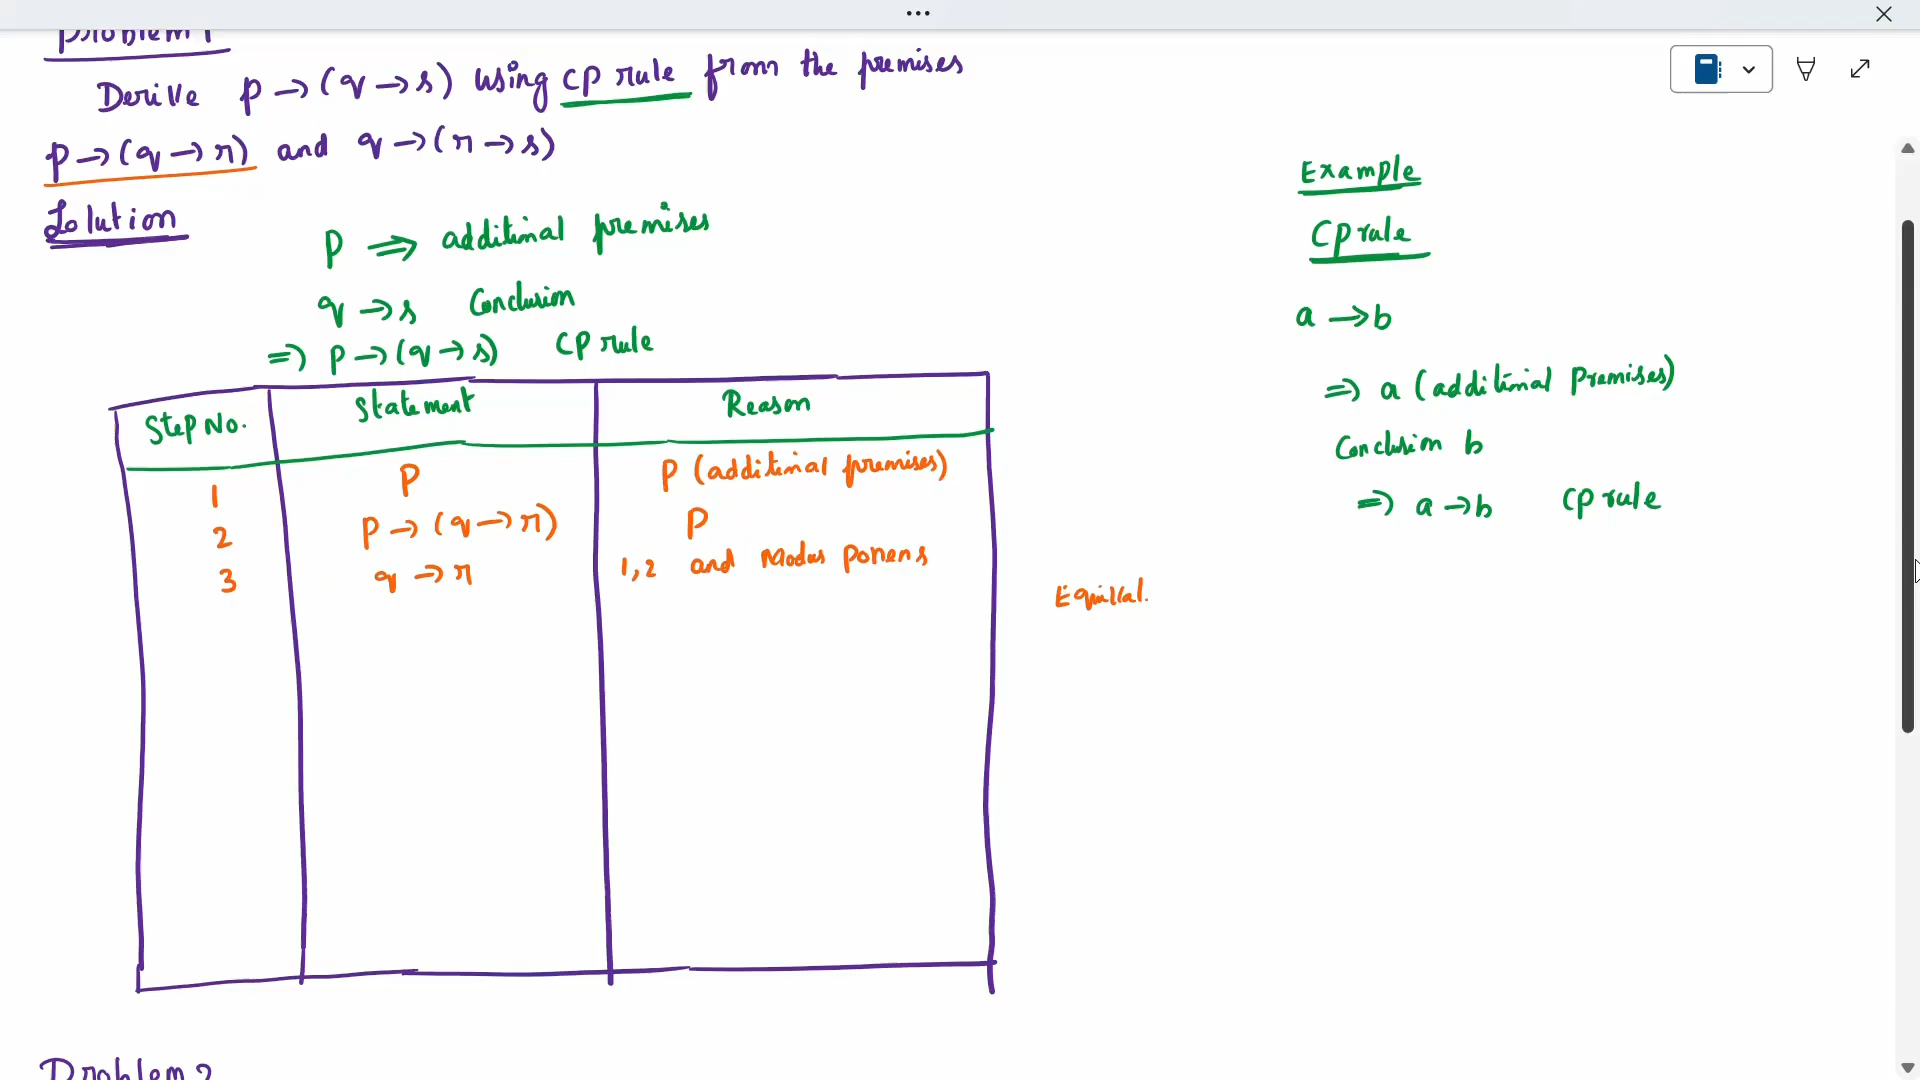 Problem 1
Derive p → (q → s) using CP rule from the premises
p → (q → r) and q → (r → s)
Solution
p ⇒ additional premises
q → s Conclusion
⇒ p → (q → s) CP rule
Step No. Statement Reason
1 p P (additional premises)
2 p → (q → r) P
3 q → r 1,2 and Modus Ponens
Example
CP rule
a → b
⇒ a (additional premises)
Conclusion b
⇒ a → b CP rule
Equival.
Problem 2